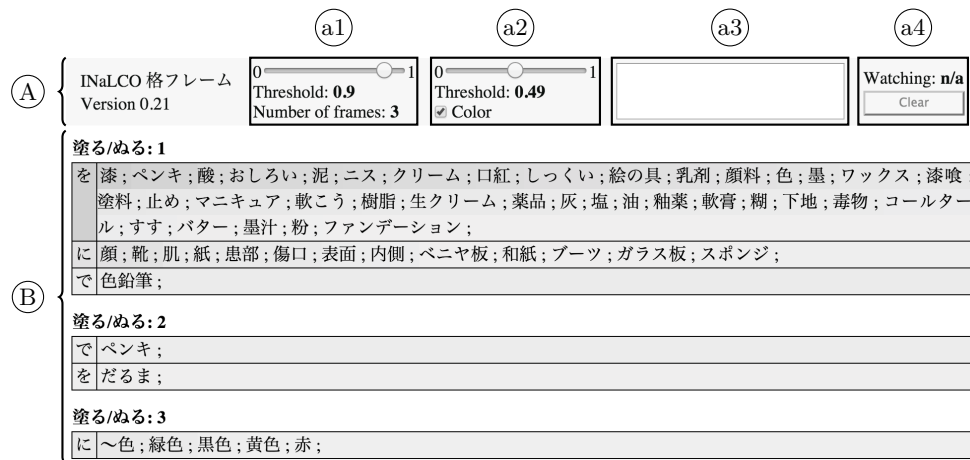 a1 a2 a3 a4
A
INaLCO 格フレーム
Version 0.21
0 1
Threshold: 0.9
Number of frames: 3
0 1
Threshold: 0.49
Color
Watching: n/a
Clear
B
塗る/ぬる: 1
を 漆 ; ペンキ ; 酸 ; おしろい ; 泥 ; ニス ; クリーム ; 口紅 ; しっくい ; 絵の具 ; 乳剤 ; 顔料 ; 色 ; 墨 ; ワックス ; 漆喰 ;
塗料 ; 止め ; マニキュア ; 軟こう ; 樹脂 ; 生クリーム ; 薬品 ; 灰 ; 塩 ; 油 ; 釉薬 ; 軟膏 ; 糊 ; 下地 ; 毒物 ; コールター
ル ; すす ; バター ; 墨汁 ; 粉 ; ファンデーション ;
に 顔 ; 靴 ; 肌 ; 紙 ; 患部 ; 傷口 ; 表面 ; 内側 ; ベニヤ板 ; 和紙 ; ブーツ ; ガラス板 ; スポンジ ;
で 色鉛筆 ;
塗る/ぬる: 2
で ペンキ ;
を だるま ;
塗る/ぬる: 3
に 〜色 ; 緑色 ; 黒色 ; 黄色 ; 赤 ;